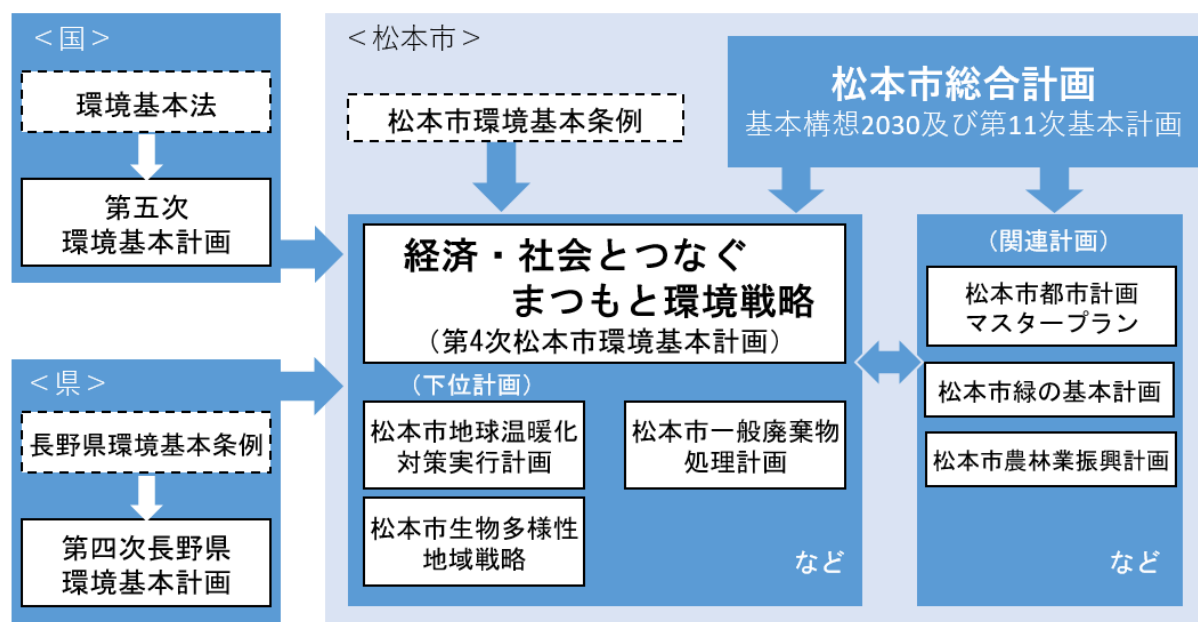 ＜国＞
環境基本法
第五次
環境基本計画
＜県＞
長野県環境基本条例
第四次長野県
環境基本計画
＜松本市＞
松本市環境基本条例
松本市総合計画
基本構想2030及び第11次基本計画
経済・社会とつなぐ
まつもと環境戦略
（第4次松本市環境基本計画）
（下位計画）
松本市地球温暖化
対策実行計画
松本市一般廃棄物
処理計画
松本市生物多様性
地域戦略
など
（関連計画）
松本市都市計画
マスタープラン
松本市緑の基本計画
松本市農林業振興計画
など